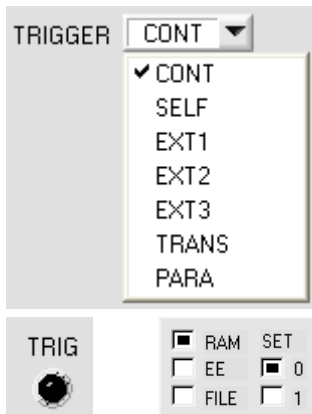 TRIGGER CONT
CONT
SELF
EXT1
EXT2
EXT3
TRANS
PARA
TRIG
RAM SET
EE 0
FILE 1